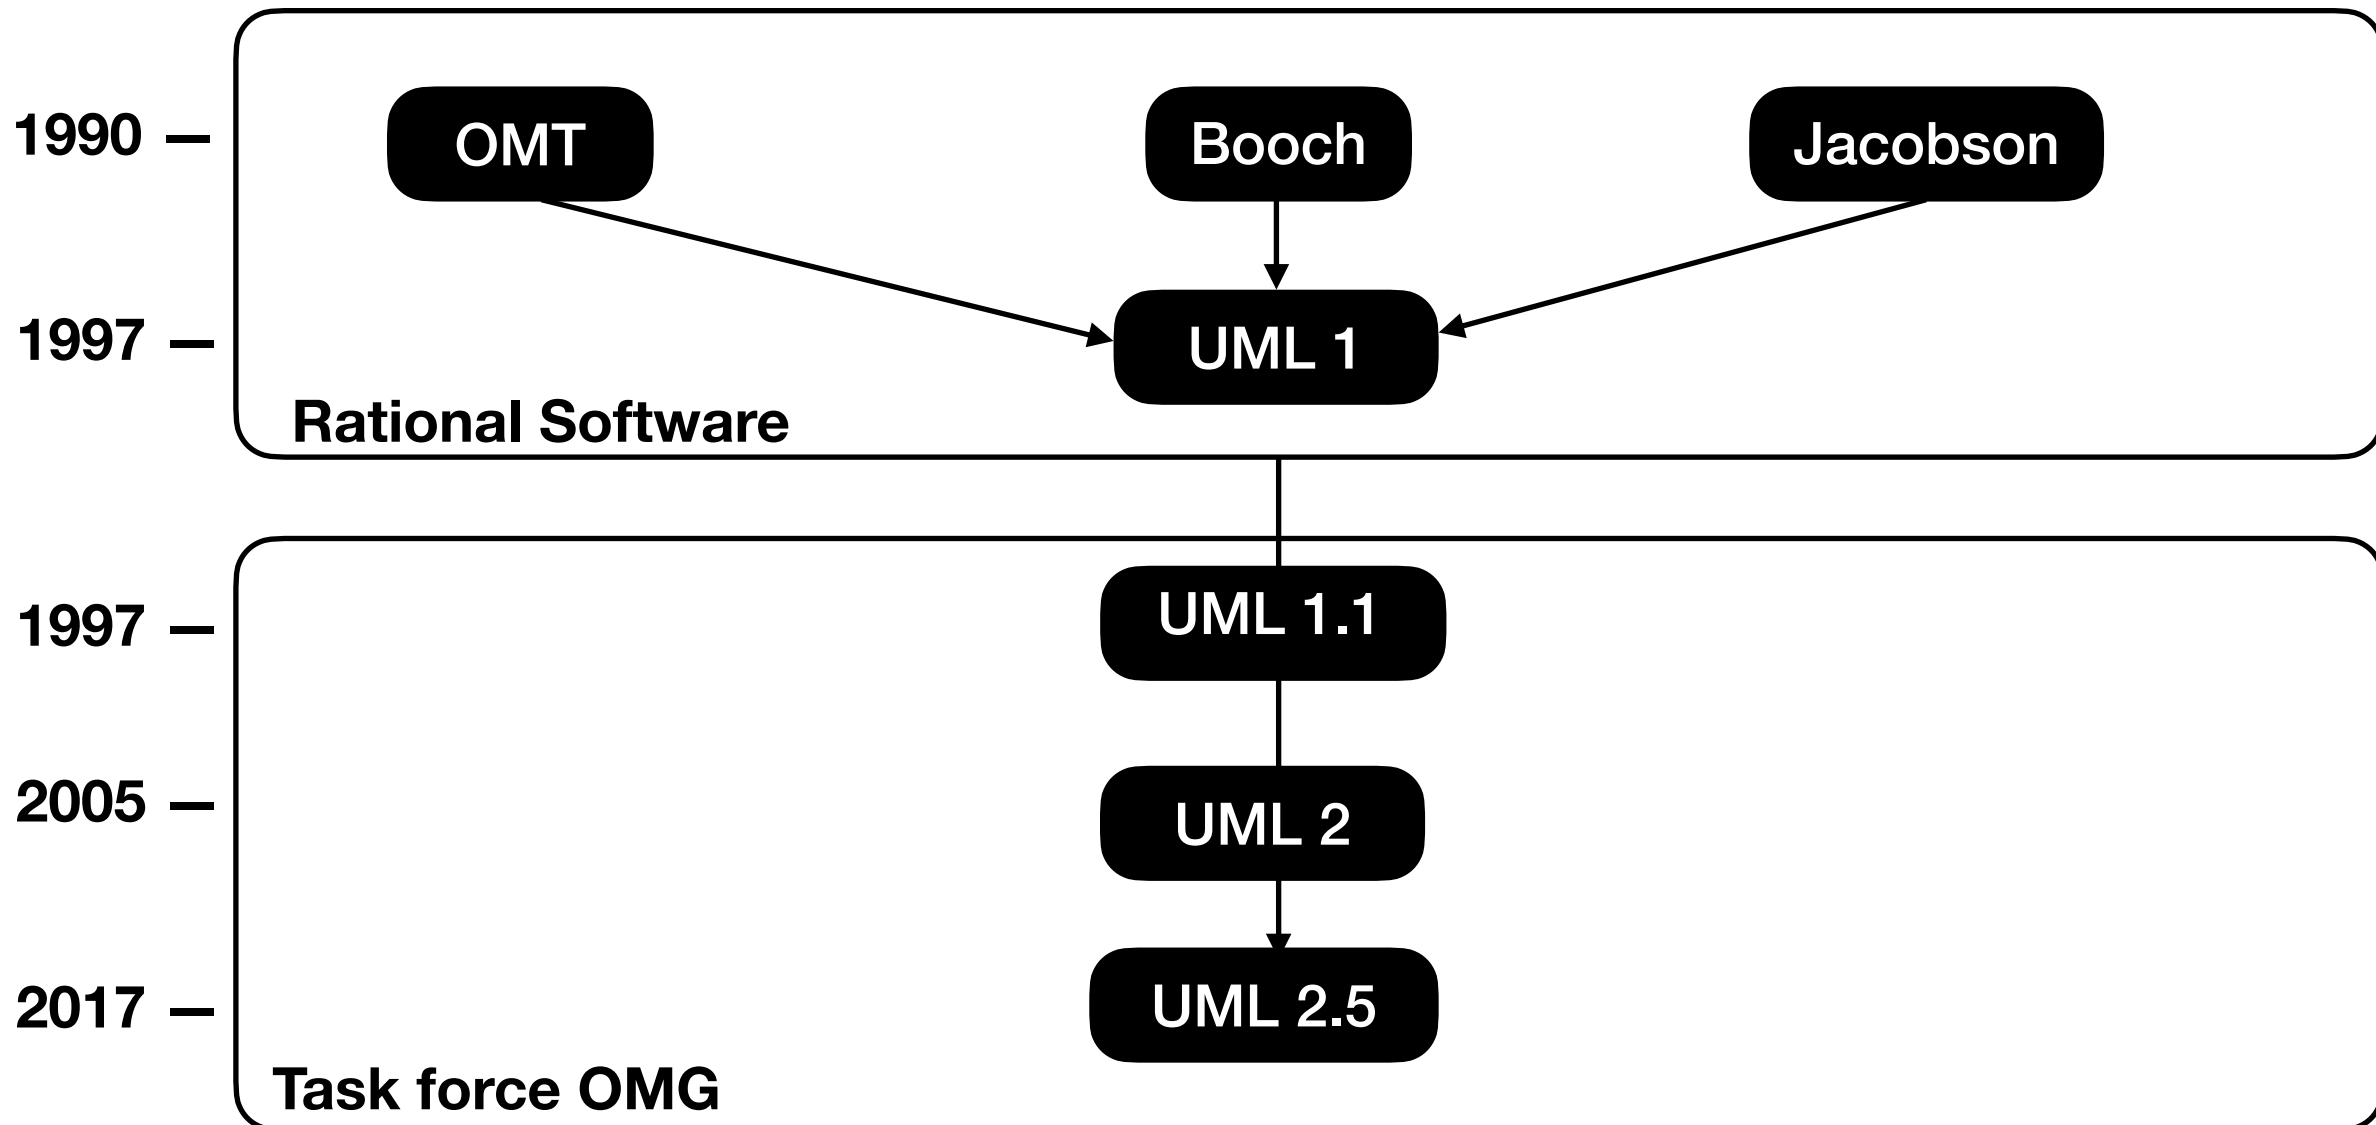 1990
OMT
Booch
Jacobson
1997
UML 1
Rational Software
1997
UML 1.1
2005
UML 2
2017
UML 2.5
Task force OMG